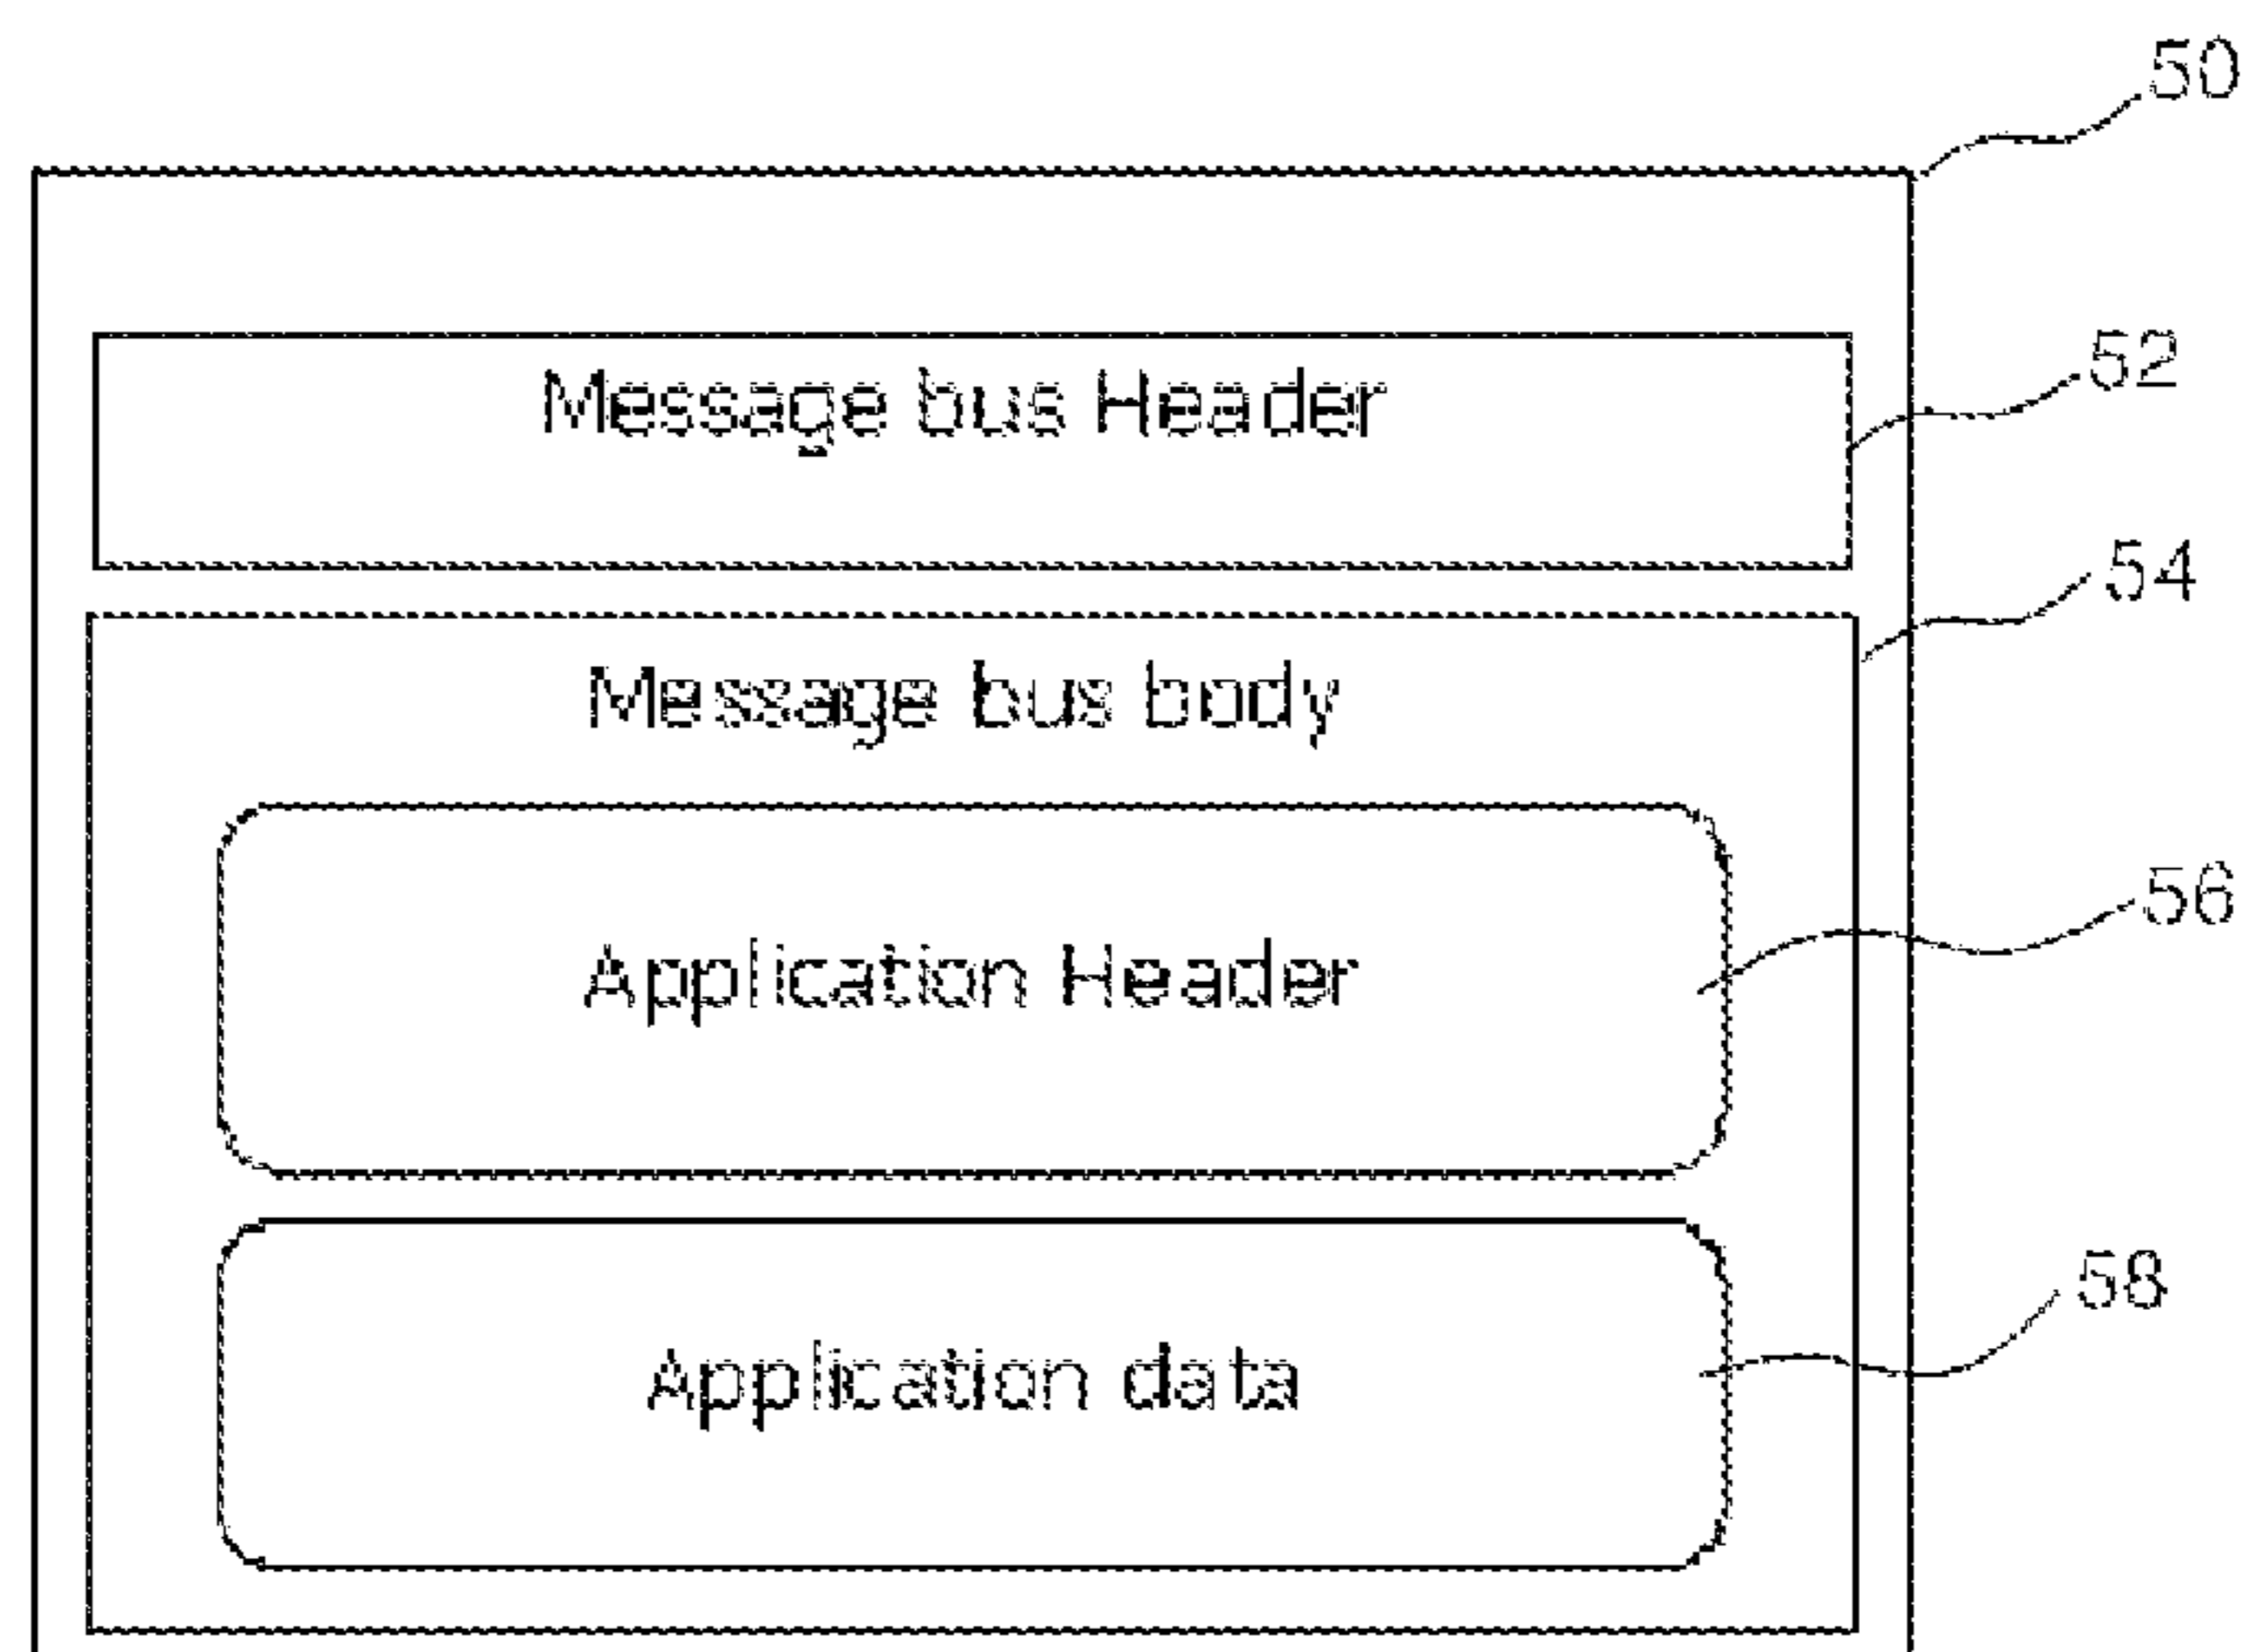 50
Message bus Header
52
54
Message bus body
Application Header
56
Application data
58